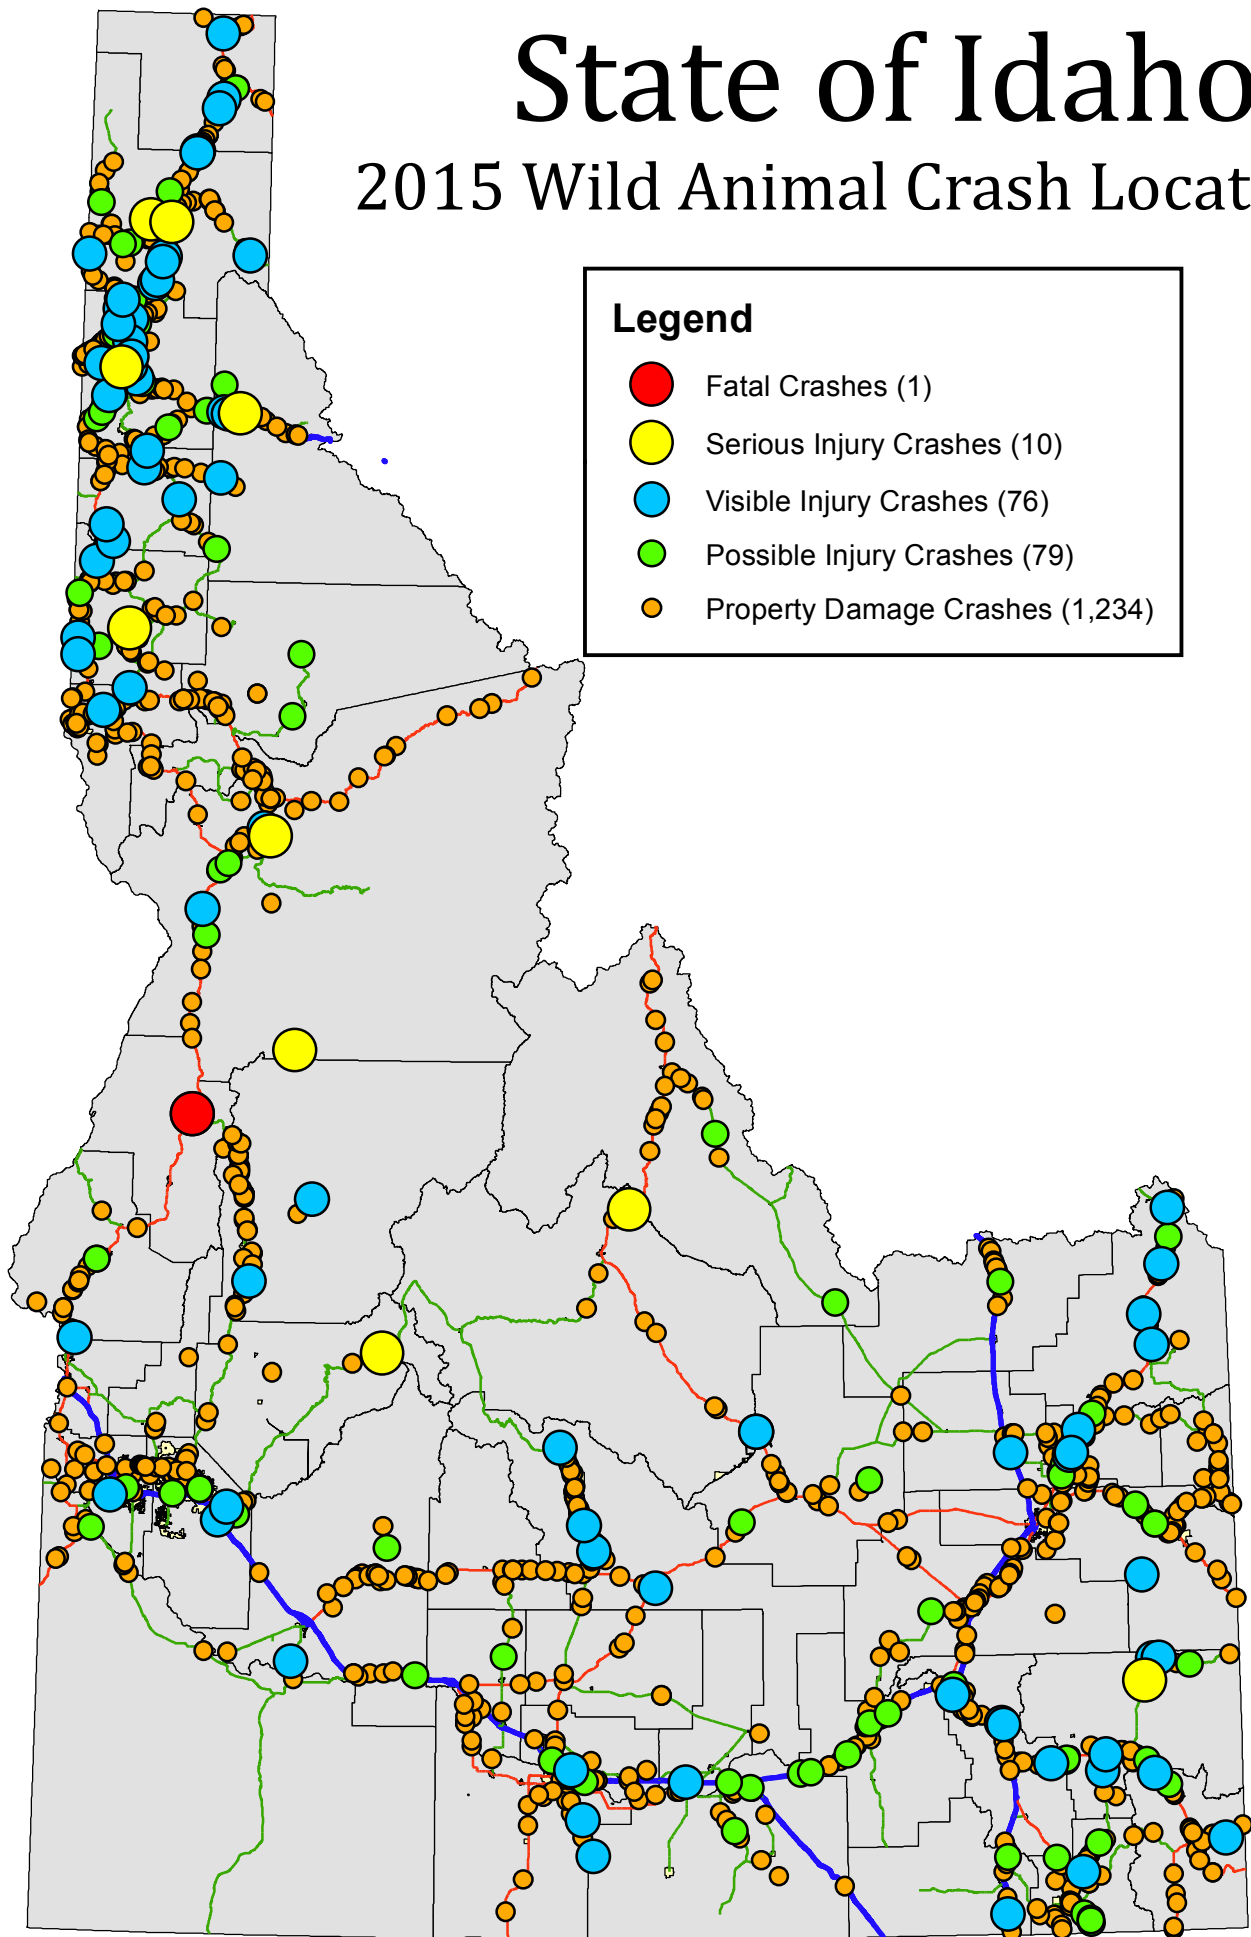 State of Idaho
2015 Wild Animal Crash Locat
Legend
Fatal Crashes (1)
Serious Injury Crashes (10)
Visible Injury Crashes (76)
Possible Injury Crashes (79)
Property Damage Crashes (1,234)